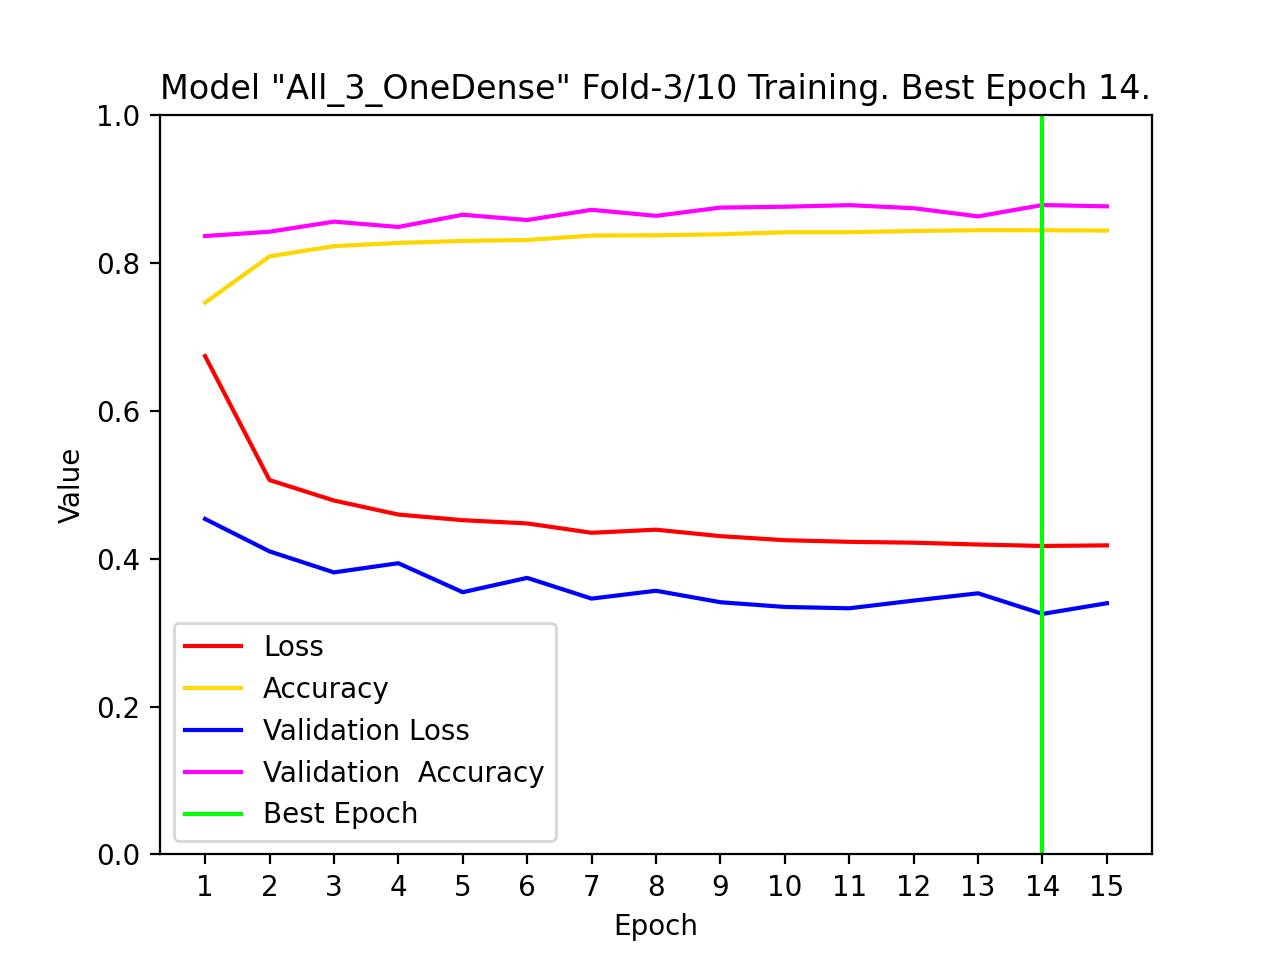 Model "All_3_OneDense" Fold-3/10 Training. Best Epoch 14.
1.0
0.8
0.6
0.4
0.2
0.0
Value
Loss
Accuracy
Validation Loss
Validation  Accuracy
Best Epoch
1 2 3 4 5 6 7 8 9 10 11 12 13 14 15
Epoch